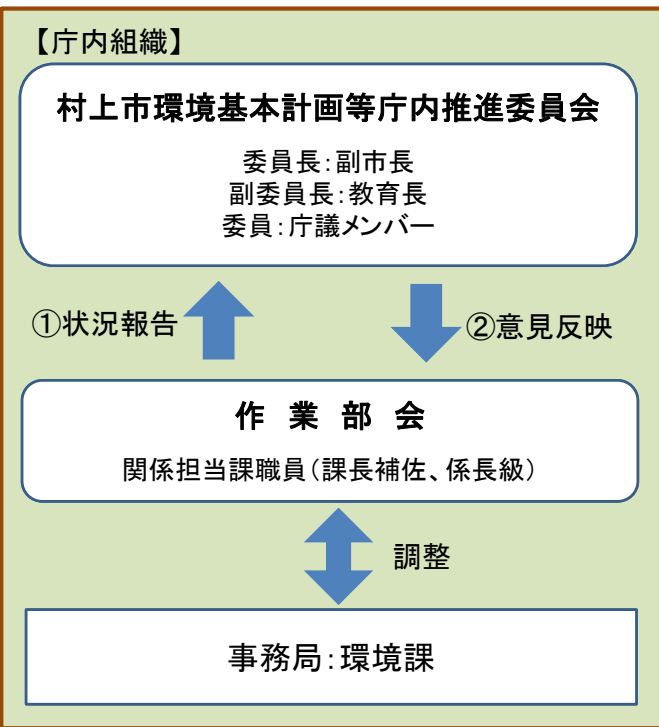 【庁内組織】
村上市環境基本計画等庁内推進委員会
委員長：副市長
副委員長：教育長
委員：庁議メンバー
①状況報告
②意見反映
作　業　部　会
関係担当課職員（課長補佐、係長級）
調整
事務局：環境課